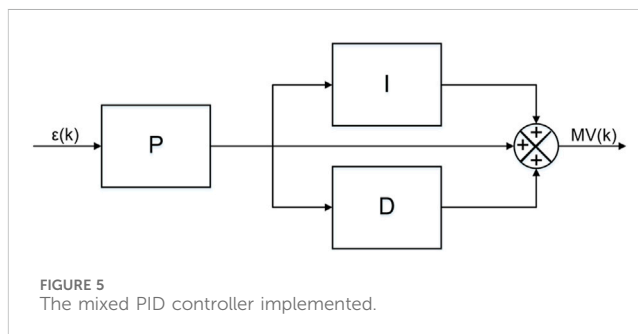 I
ε(k)
P
+
+
+
MV(k)
D
FIGURE 5
The mixed PID controller implemented.